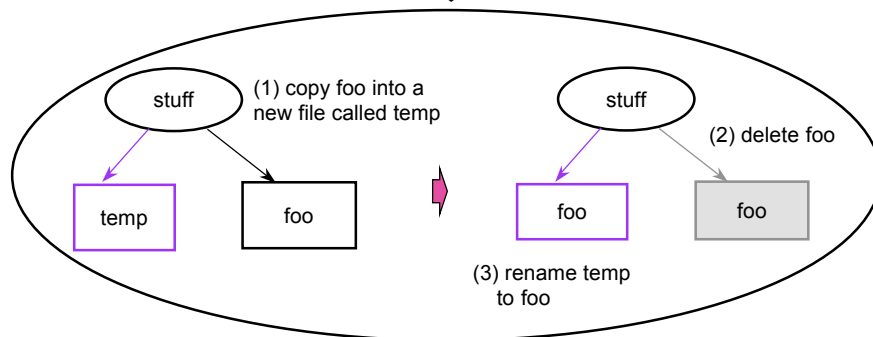 stuff
(1) copy foo into a
new file called temp
temp
foo
stuff
(2) delete foo
foo
foo
(3) rename temp
to foo